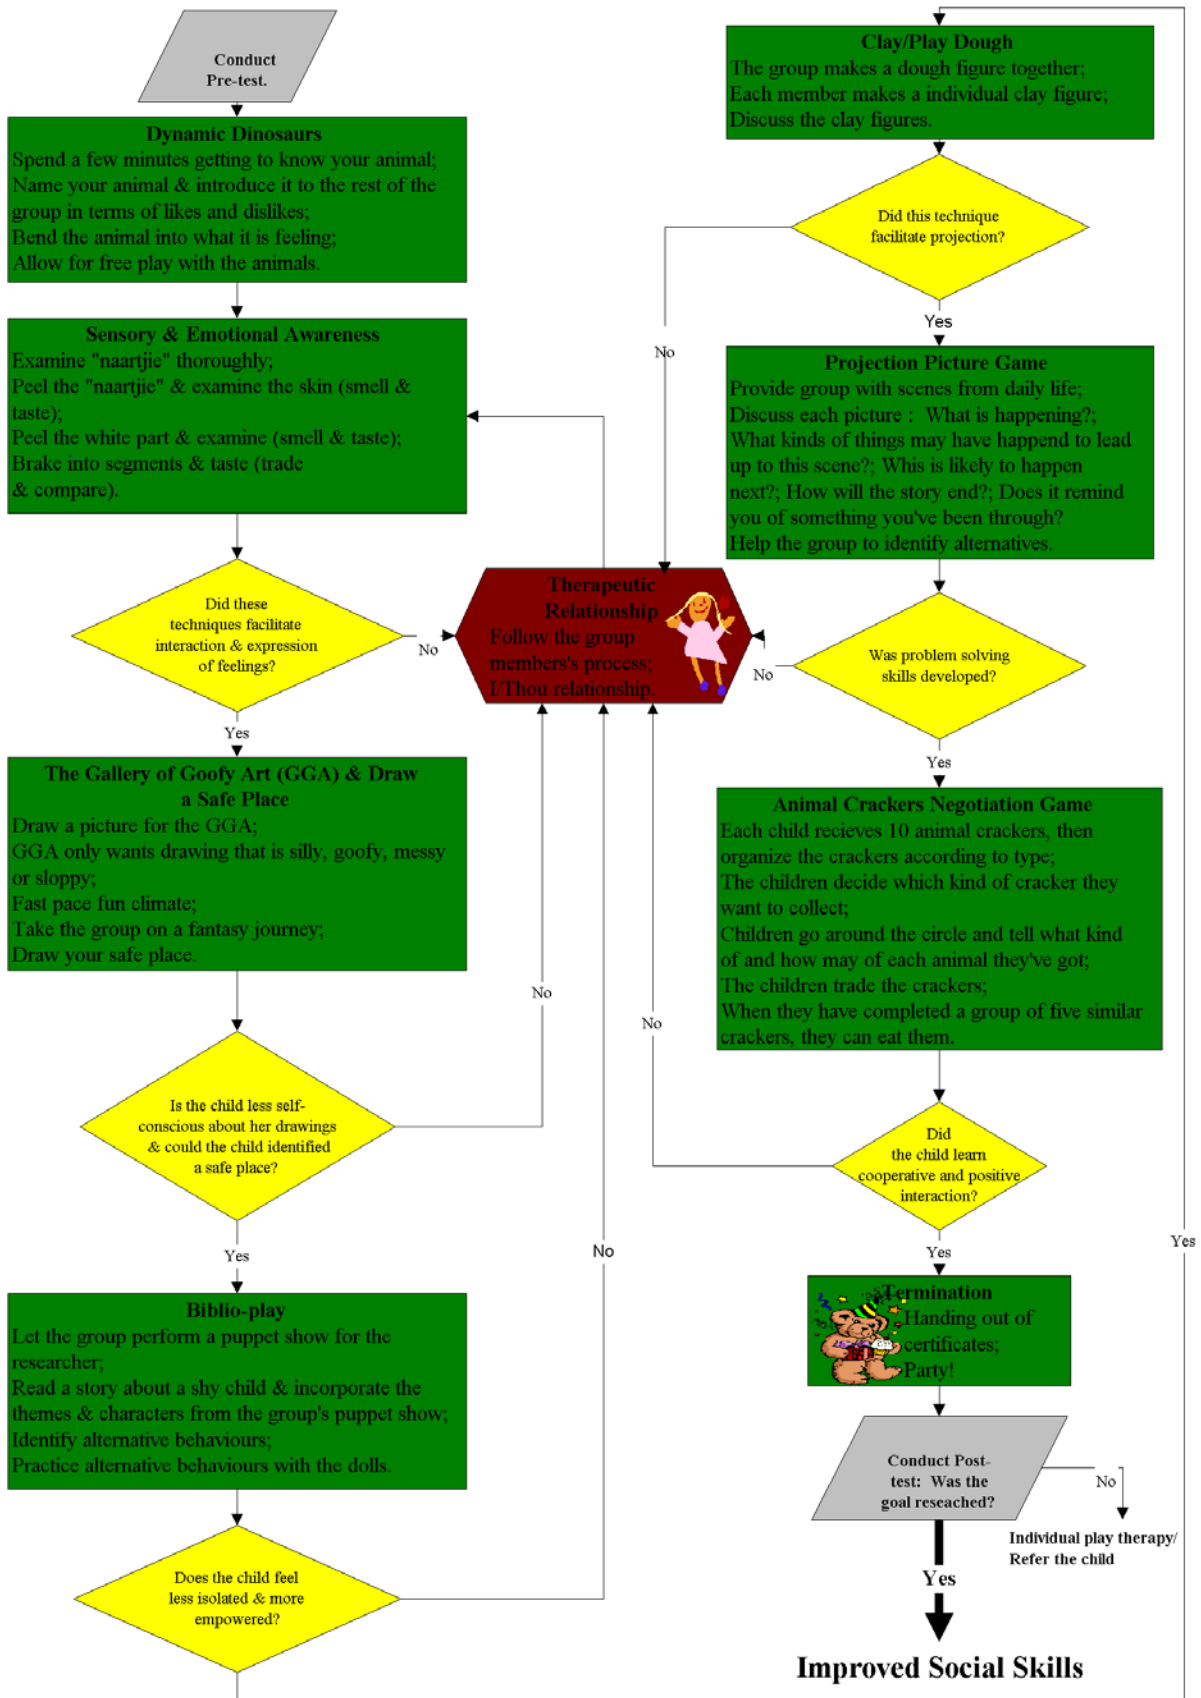 Conduct
Pre-test.
Dynamic Dinosaurs
Spend a few minutes getting to know your animal;
Name your animal & introduce it to the rest of the
group in terms of likes and dislikes;
Bend the animal into what it is feeling;
Allow for free play with the animals.
Sensory & Emotional Awareness
Examine "naartjie" thoroughly;
Peel the "naartjie" & examine the skin (smell &
taste);
Peel the white part & examine (smell & taste);
Brake into segments & taste (trade
& compare).
Did these
techniques facilitate
interaction & expression
of feelings?
No
Yes
The Gallery of Goofy Art (GGA) & Draw
a Safe Place
Draw a picture for the GGA;
GGA only wants drawing that is silly, goofy, messy
or sloppy;
Fast pace fun climate;
Take the group on a fantasy journey;
Draw your safe place.
Is the child less self-
conscious about her drawings
& could the child identified
a safe place?
No
Yes
Biblio-play
Let the group perform a puppet show for the
researcher;
Read a story about a shy child & incorporate the
themes & characters from the group's puppet show;
Identify alternative behaviours;
Practice alternative behaviours with the dolls.
Does the child feel
less isolated & more
empowered?
No
Yes
Therapeutic
Relationship
Follow the group
members's process;
I/Thou relationship.
Clay/Play Dough
The group makes a dough figure together;
Each member makes a individual clay figure;
Discuss the clay figures.
Did this technique
facilitate projection?
No
Yes
Projection Picture Game
Provide group with scenes from daily life;
Discuss each picture : What is happening?;
What kinds of things may have happend to lead
up to this scene?; Whis is likely to happen
next?; How will the story end?; Does it remind
you of something you've been through?
Help the group to identify alternatives.
Was problem solving
skills developed?
No
Yes
Animal Crackers Negotiation Game
Each child recieves 10 animal crackers, then
organize the crackers according to type;
The children decide which kind of cracker they
want to collect;
Children go around the circle and tell what kind
of and how may of each animal they've got;
The children trade the crackers;
When they have completed a group of five similar
crackers, they can eat them.
Did
the child learn
cooperative and positive
interaction?
No
Yes
Termination
Handing out of
certificates;
Party!
Conduct Post-
test: Was the
goal reseached?
No
Individual play therapy/
Refer the child
Yes
Improved Social Skills